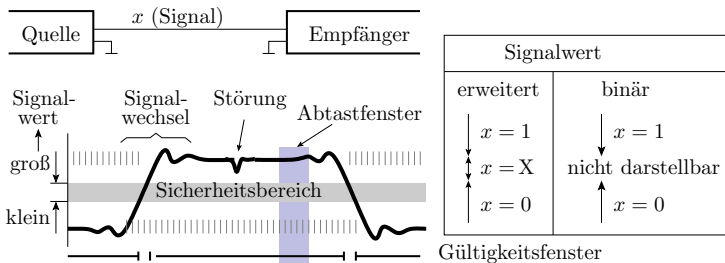 x (Signal)
Quelle
Empfänger
Signal-
wert
Signal-
wechsel
Störung
Abtastfenster
groß
Sicherheitsbereich
klein
Gültigkeitsfenster
Signalwert
erweitert
binär
x = 1
x = 1
x = X
nicht darstellbar
x = 0
x = 0